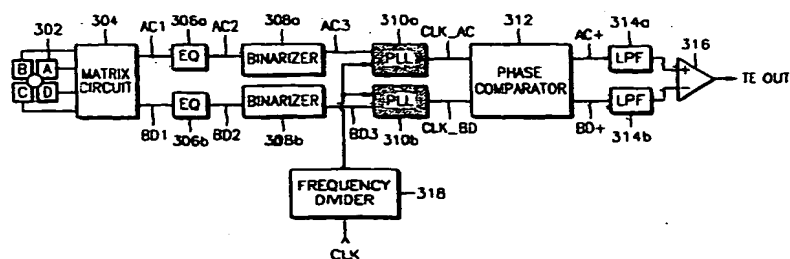 302 304 AC1 306a AC2 308a AC3 310a CLK_AC 312 AC+ 314a 316
B A
C D
MATRIX CIRCUIT
EQ
EQ
BINARIZER
BINARIZER
PLL
PLL
PHASE COMPARATOR
LPF
LPF
+
−
TE OUT
BD1 306b BD2 308b BD3 310b CLK_BD BD+ 314b
FREQUENCY DIVIDER
318
CLK